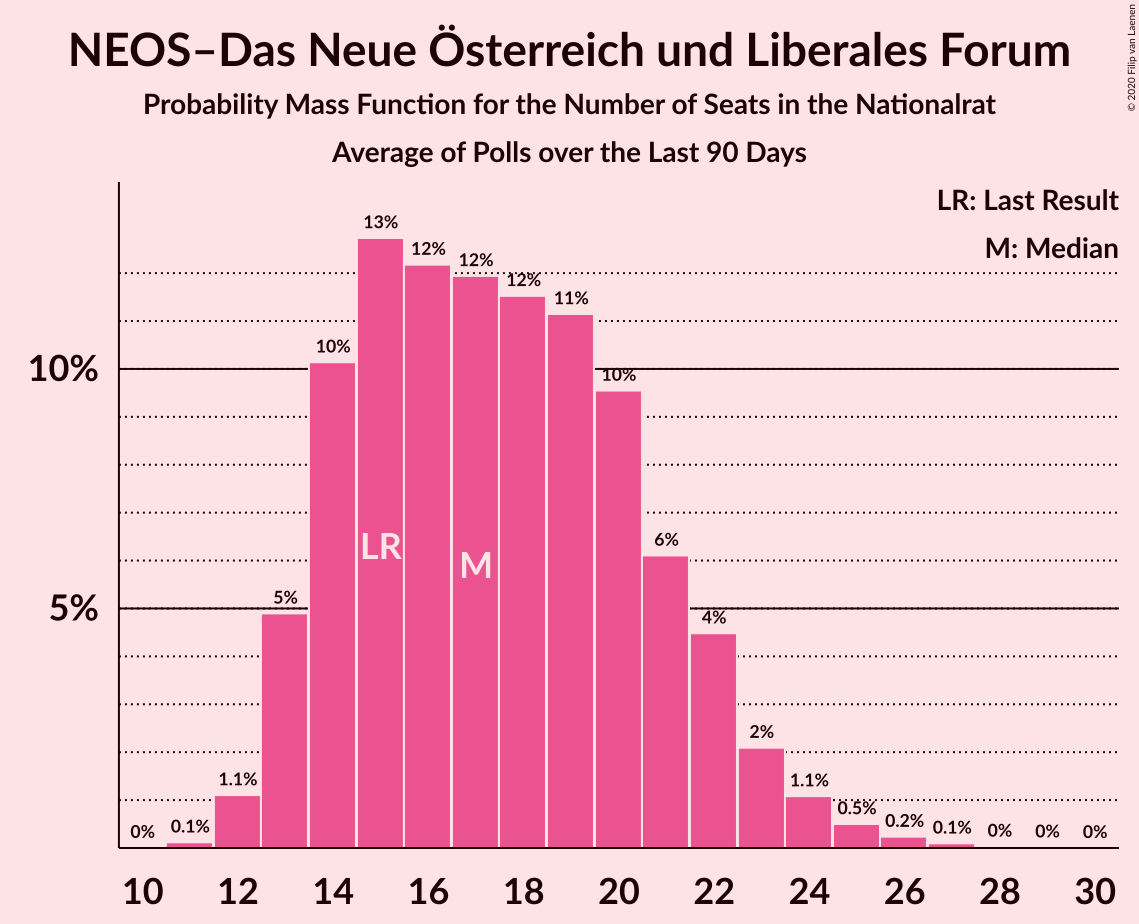 NEOS–Das Neue Österreich und Liberales Forum
Probability Mass Function for the Number of Seats in the Nationalrat
Average of Polls over the Last 90 Days
© 2020 Filip van Laenen
LR: Last Result
M: Median
13%
12%
12%
12%
11%
10%
10%
10%
6%
LR
M
5%
5%
4%
2%
1.1%
1.1%
0.5%
0.2%
0.1%
0.1%
0%
0%
0%
0%
10 12 14 16 18 20 22 24 26 28 30